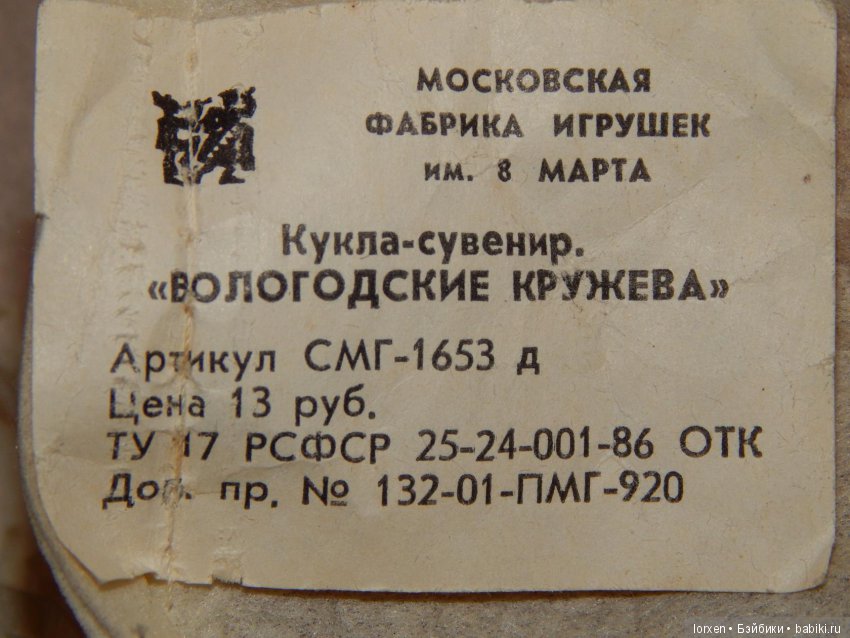 МОСКОВСКАЯ
ФАБРИКА ИГРУШЕК
им. 8 МАРТА
Кукла-сувенир.
«ВОЛОГОДСКИЕ КРУЖЕВА»
Артикул СМГ-1653 д
Цена 13 руб.
ТУ 17 РСФСР 25-24-001-86 ОТК
Доп. пр. № 132-01-ПМГ-920
lorxen • Бэйбики • babiki.ru